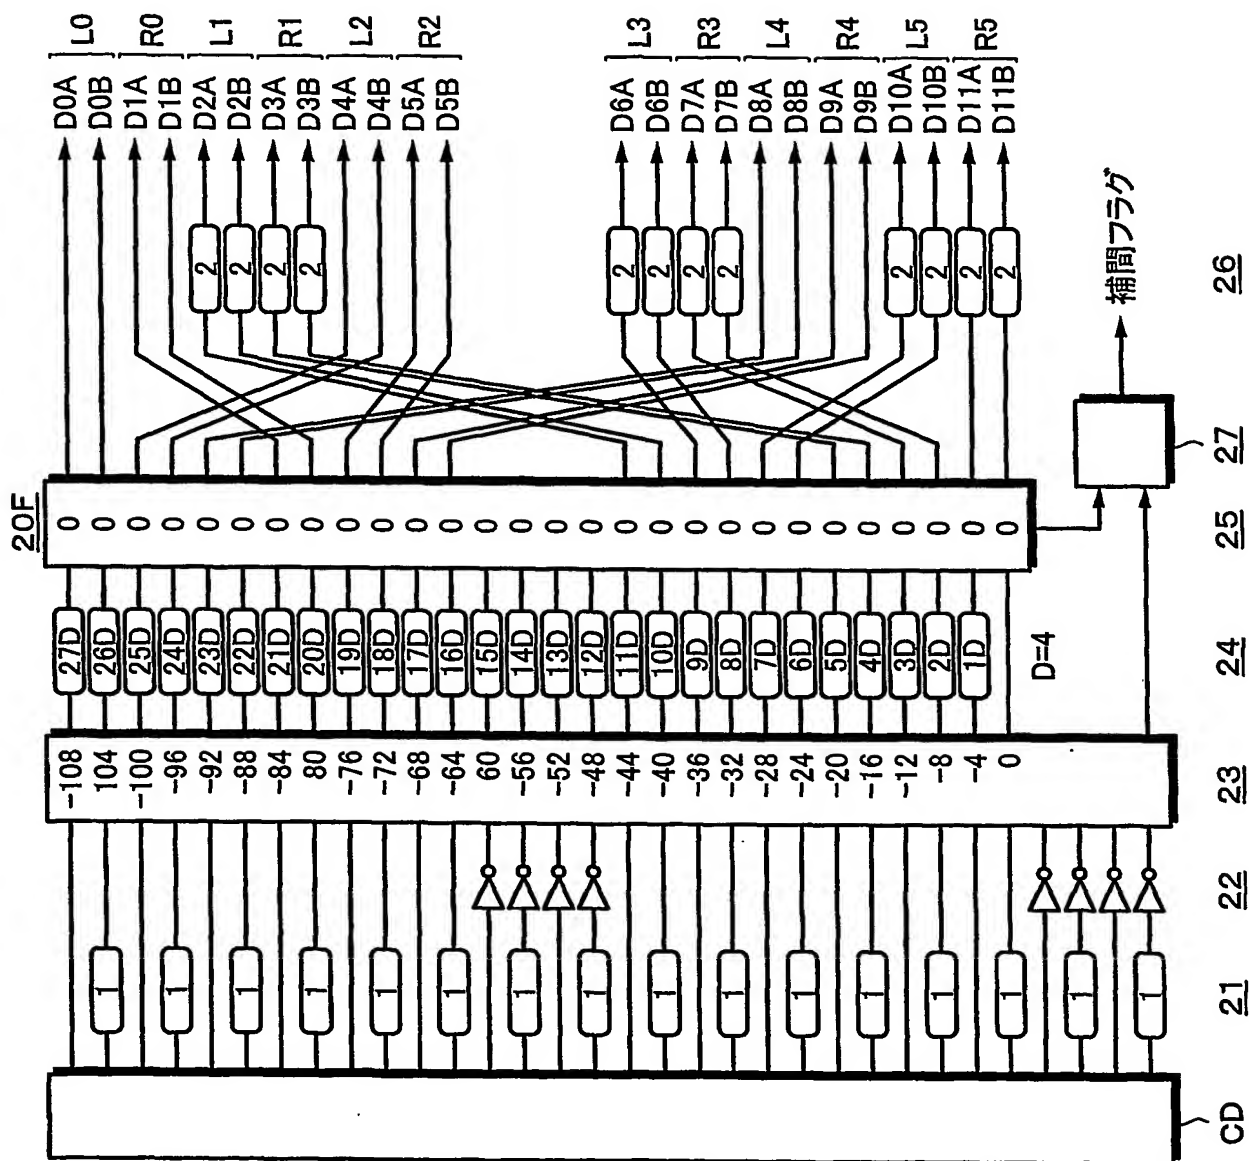 20F
-108 27D 0 D0A L0
1 104 26D 0 D0B
-100 25D 0 D1A R0
1 -96 24D 0 D1B
-92 23D 0 2 D2A L1
1 -88 22D 0 2 D2B
-84 21D 0 2 D3A R1
1 80 20D 0 2 D3B
-76 19D 0 D4A L2
1 -72 18D 0 D4B
-68 17D 0 D5A R2
1 -64 16D 0 D5B
60 15D 0
1 -56 14D 0
-52 13D 0
1 -48 12D 0
-44 11D 0 2 D6A L3
1 -40 10D 0 2 D6B
-36 9D 0 2 D7A R3
1 -32 8D 0 2 D7B
-28 7D 0 D8A L4
1 -24 6D 0 D8B
-20 5D 0 D9A R4
1 -16 4D 0 D9B
-12 3D 0 2 D10A L5
1 -8 2D 0 2 D10B
-4 1D 0 2 D11A R5
1 0 0 2 D11B
D=4
1
補間フラグ
1
CD 21 22 23 24 25 27 26